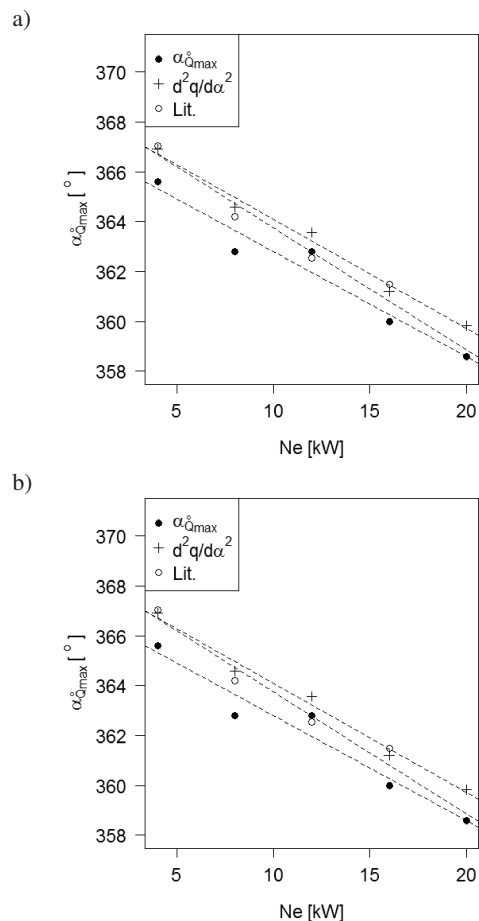 a)
370
368
366
364
362
360
358
α°Q̇max [°]
α°Q̇max
d²q/dα²
Lit.
5
10
15
20
Ne [kW]
b)
370
368
366
364
362
360
358
α°Q̇max [°]
α°Q̇max
d²q/dα²
Lit.
5
10
15
20
Ne [kW]